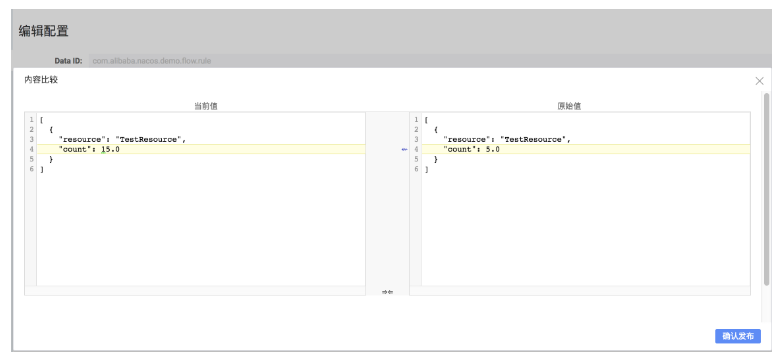 编辑配置
Data ID: com.alibaba.nacos.demo.flow.rule
内容比较
当前值
1 [
2 {
3 "resource": "TestResource",
4 "count": 15.0
5 }
6 ]
原始值
1 [
2 {
3 "resource": "TestResource",
4 "count": 5.0
5 }
6 ]
确认发布